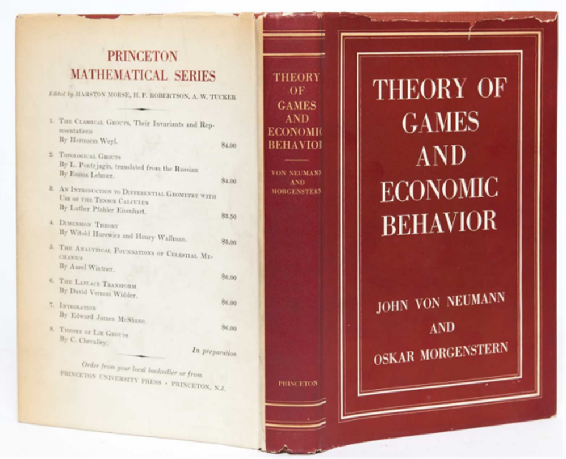 PRINCETON
MATHEMATICAL SERIES
Edited by MARSTON MORSE, H. P. ROBERTSON, A. W. TUCKER
1. THE CLASSICAL GROUPS, Their Invariants and Rep-
resentations
By Hermann Weyl. $4.00
2. TOPOLOGICAL GROUPS
By L. Pontrjagin, translated from the Russian
By Emma Lehmer. $4.00
3. AN INTRODUCTION TO DIFFERENTIAL GEOMETRY WITH
USE OF THE TENSOR CALCULUS
By Luther Pfahler Eisenhart. $3.50
4. DIMENSION THEORY
By Witold Hurewicz and Henry Wallman. $3.00
5. THE ANALYTICAL FOUNDATIONS OF CELESTIAL ME-
CHANICS
By Aurel Wintner. $6.00
6. THE LAPLACE TRANSFORM
By David Vernon Widder. $6.00
7. INTEGRATION
By Edward James McShane. $6.00
8. THEORY OF LIE GROUPS
By C. Chevalley. In preparation
Order from your local bookseller or from
PRINCETON UNIVERSITY PRESS · PRINCETON, N.J.
THEORY
OF
GAMES
AND
ECONOMIC
BEHAVIOR
VON NEUMANN
AND
MORGENSTERN
PRINCETON
THEORY OF
GAMES
AND
ECONOMIC
BEHAVIOR
JOHN VON NEUMANN
AND
OSKAR MORGENSTERN